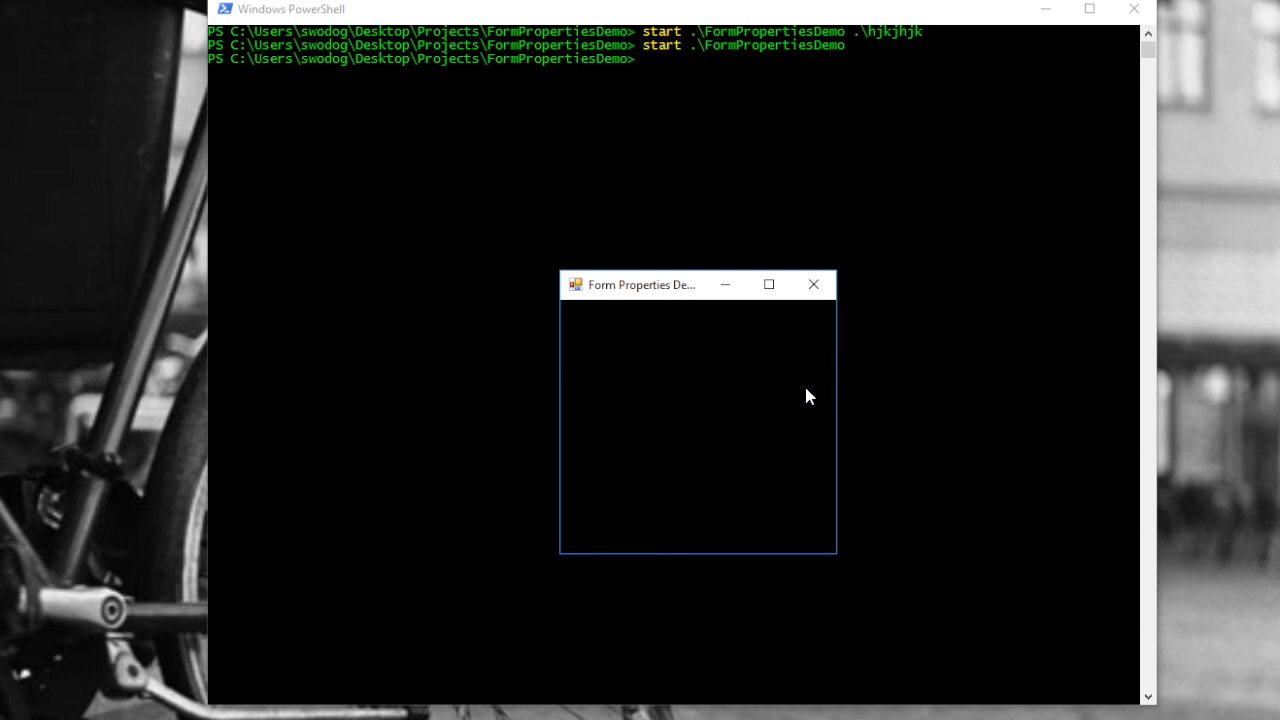 Windows PowerShell
PS C:\Users\swodog\Desktop\Projects\FormPropertiesDemo> start .\FormPropertiesDemo .\hjkjhjk
PS C:\Users\swodog\Desktop\Projects\FormPropertiesDemo> start .\FormPropertiesDemo
PS C:\Users\swodog\Desktop\Projects\FormPropertiesDemo>
Form Properties De...